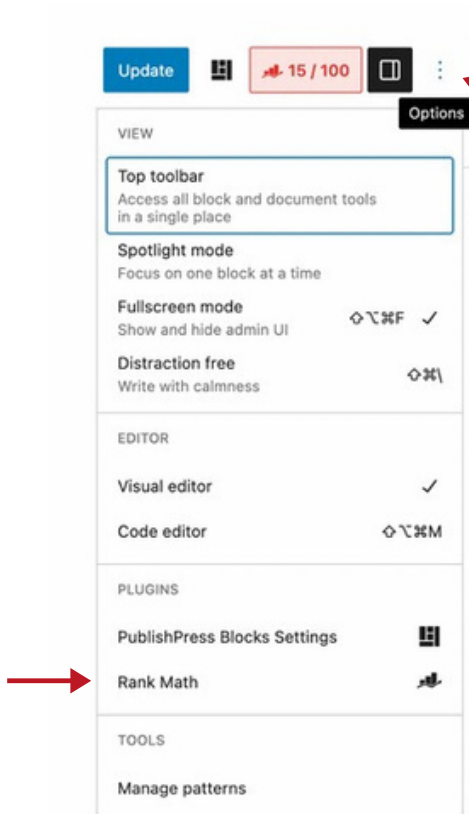 Update 15 / 100
Options
VIEW
Top toolbar
Access all block and document tools
in a single place
Spotlight mode
Focus on one block at a time
Fullscreen mode ⇧⌥⌘F ✓
Show and hide admin UI
Distraction free ⇧⌘\
Write with calmness
EDITOR
Visual editor ✓
Code editor ⇧⌥⌘M
PLUGINS
PublishPress Blocks Settings
Rank Math
TOOLS
Manage patterns